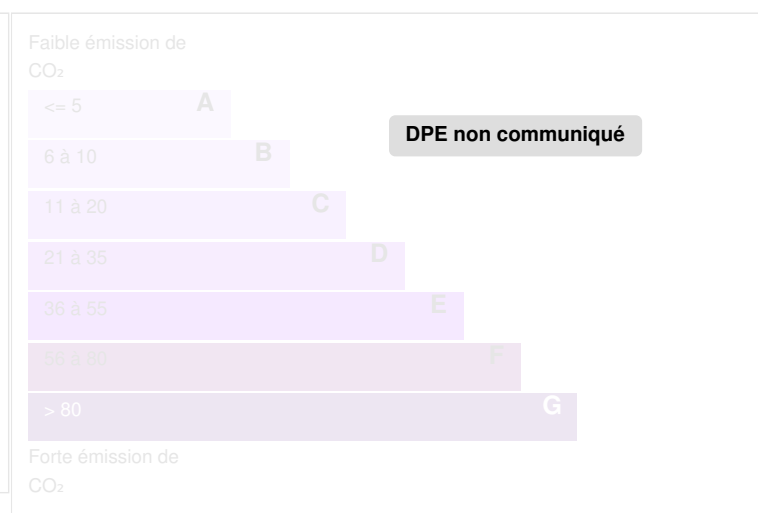 Faible émission de
CO₂
<= 5 A
DPE non communiqué
6 à 10 B
11 à 20 C
21 à 35 D
36 à 55 E
56 à 80 F
> 80 G
Forte émission de
CO₂